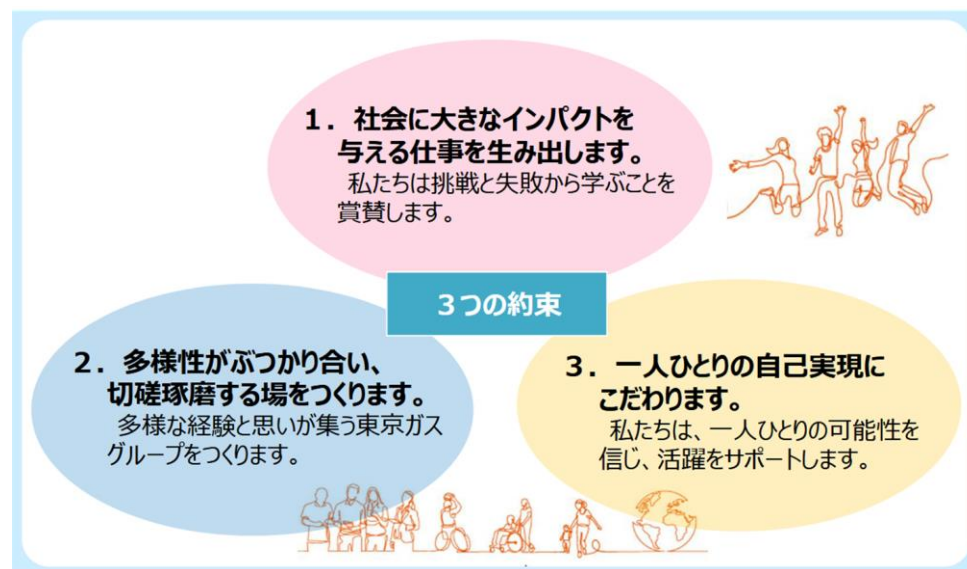 １．社会に大きなインパクトを
与える仕事を生み出します。
私たちは挑戦と失敗から学ぶことを
賞賛します。
３つの約束
２．多様性がぶつかり合い、
切磋琢磨する場をつくります。
多様な経験と思いが集う東京ガス
グループをつくります。
３．一人ひとりの自己実現に
こだわります。
私たちは、一人ひとりの可能性を
信じ、活躍をサポートします。